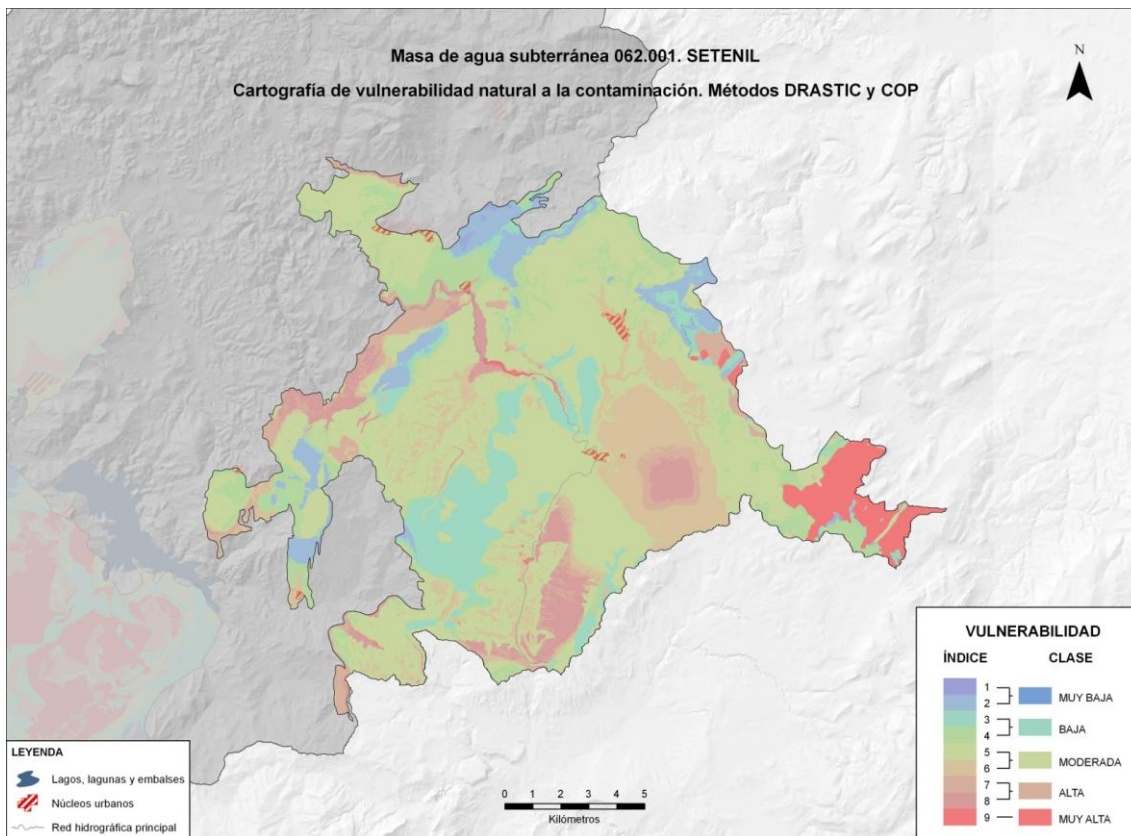 Masa de agua subterránea 062.001. SETENIL
Cartografía de vulnerabilidad natural a la contaminación. Métodos DRASTIC y COP
N
VULNERABILIDAD
ÍNDICE CLASE
1
2
MUY BAJA
3
4
BAJA
5
6
MODERADA
7
8
ALTA
9
MUY ALTA
LEYENDA
Lagos, lagunas y embalses
Núcleos urbanos
Red hidrográfica principal
0 1 2 3 4 5
Kilómetros